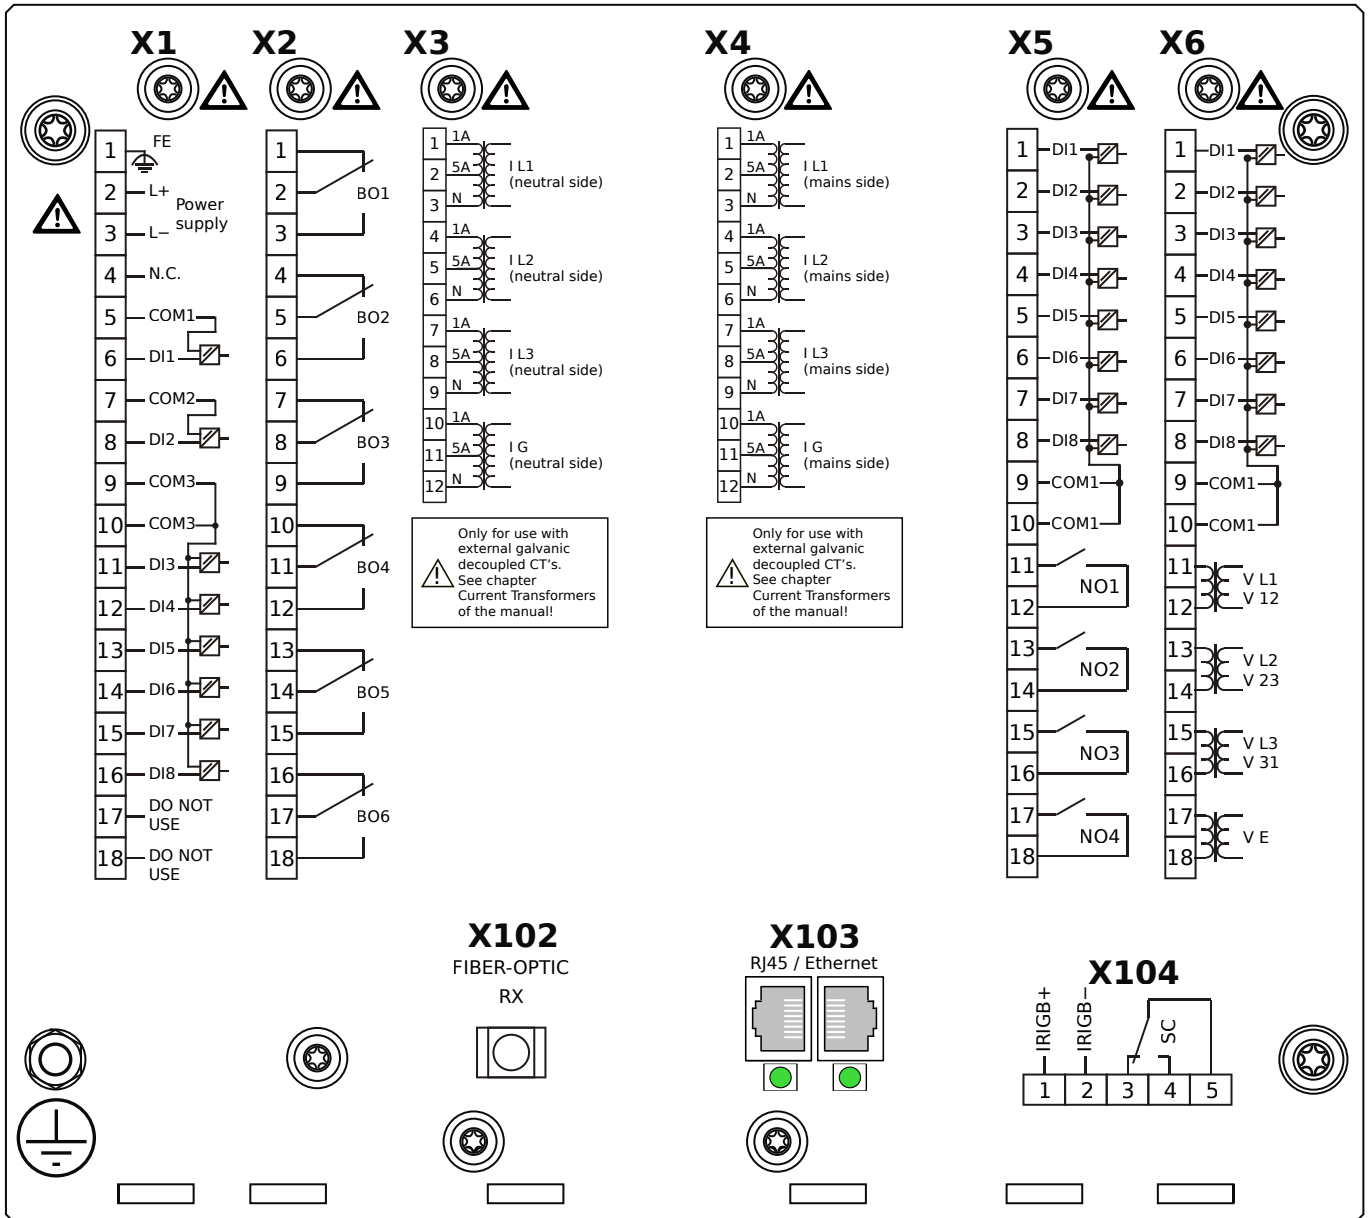 X1
X2
X3
X4
X5
X6
1
FE
2
L+
Power
supply
3
L−
4
N.C.
5
COM1
6
DI1
7
COM2
8
DI2
9
COM3
10
COM3
11
DI3
12
DI4
13
DI5
14
DI6
15
DI7
16
DI8
17
DO NOT
USE
18
DO NOT
USE
1
2
BO1
3
4
5
BO2
6
7
8
BO3
9
10
11
BO4
12
13
14
BO5
15
16
17
BO6
18
1
1A
2
5A
I L1
(neutral side)
3
N
4
1A
5
5A
I L2
(neutral side)
6
N
7
1A
8
5A
I L3
(neutral side)
9
N
10
1A
11
5A
I G
(neutral side)
12
N
Only for use with
external galvanic
decoupled CT's.
See chapter
Current Transformers
of the manual!
1
1A
2
5A
I L1
(mains side)
3
N
4
1A
5
5A
I L2
(mains side)
6
N
7
1A
8
5A
I L3
(mains side)
9
N
10
1A
11
5A
I G
(mains side)
12
N
Only for use with
external galvanic
decoupled CT's.
See chapter
Current Transformers
of the manual!
1
DI1
2
DI2
3
DI3
4
DI4
5
DI5
6
DI6
7
DI7
8
DI8
9
COM1
10
COM1
11
NO1
12
13
NO2
14
15
NO3
16
17
NO4
18
1
DI1
2
DI2
3
DI3
4
DI4
5
DI5
6
DI6
7
DI7
8
DI8
9
COM1
10
COM1
11
V L1
V 12
12
13
V L2
V 23
14
15
V L3
V 31
16
17
V E
18
X102
FIBER-OPTIC
RX
X103
RJ45 / Ethernet
X104
IRIGB+
IRIGB−
SC
1 2 3 4 5